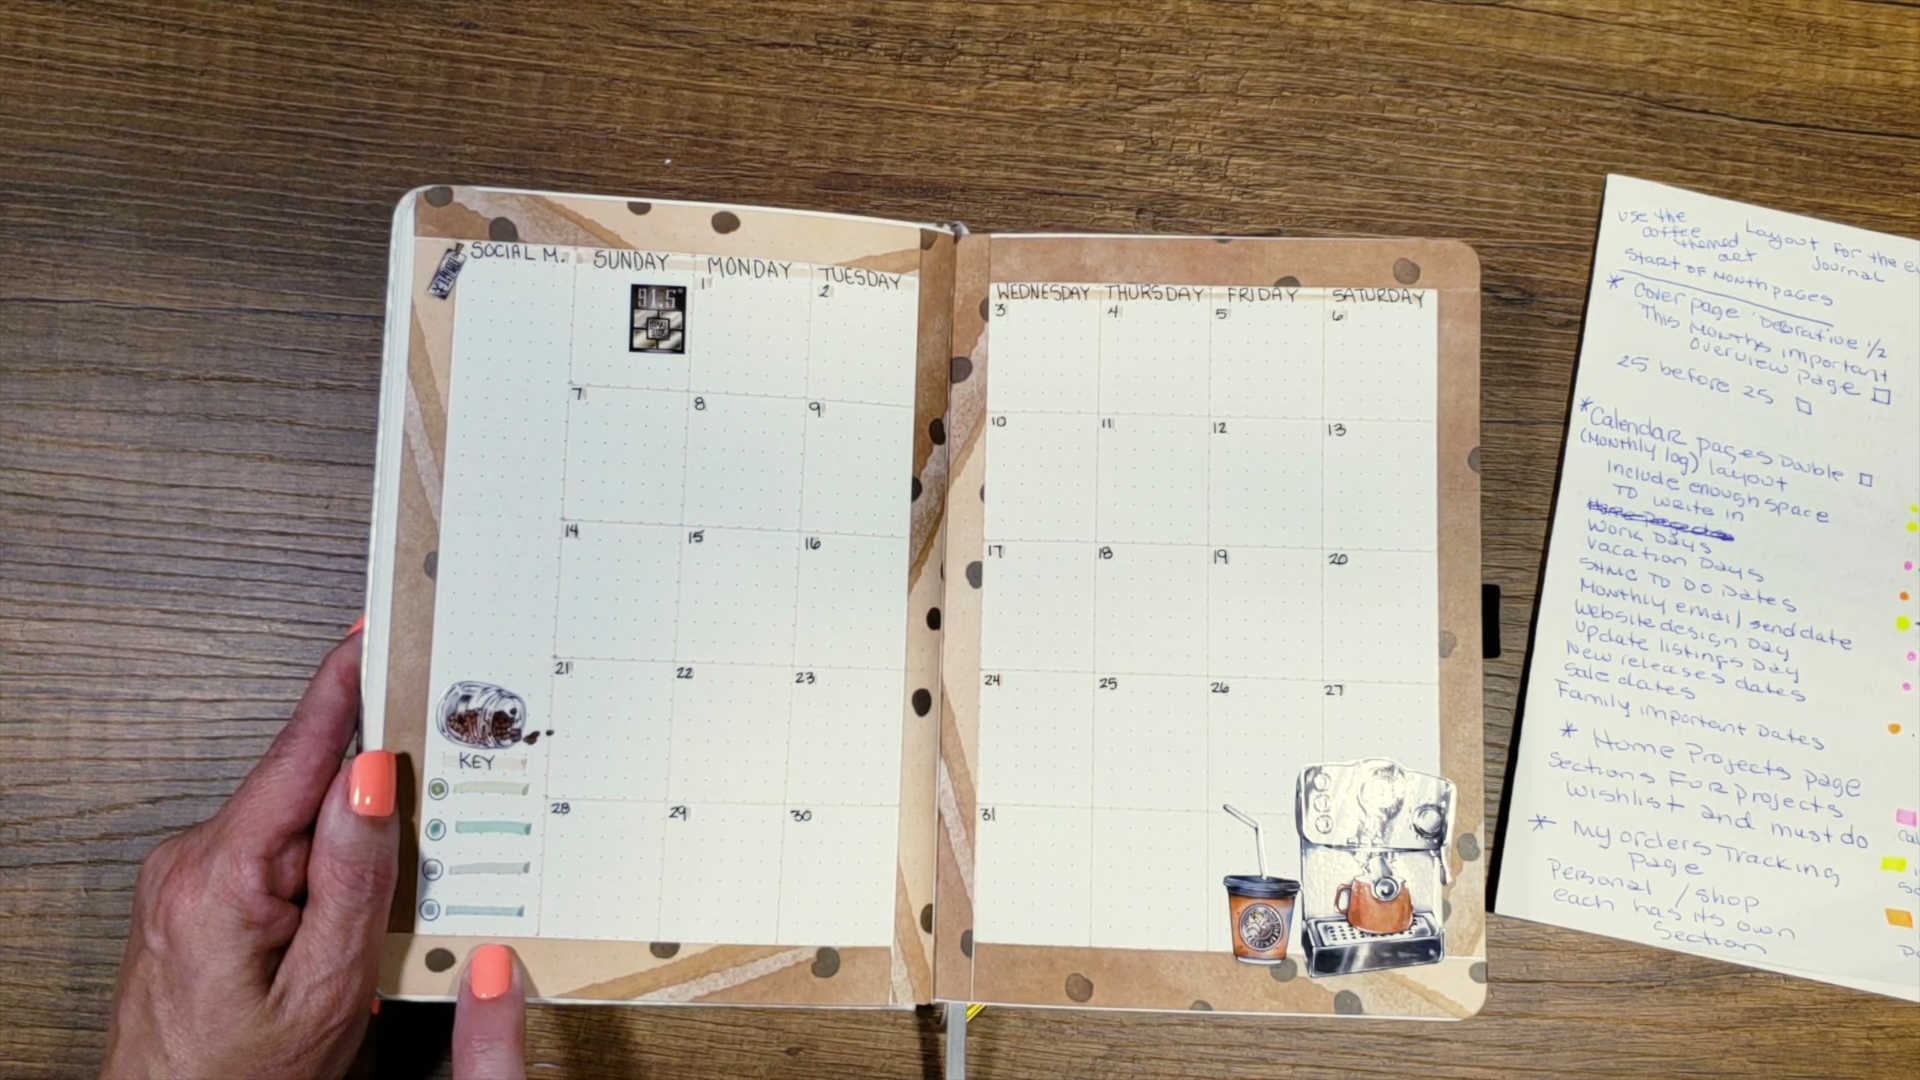 SOCIAL M. SUNDAY MONDAY TUESDAY WEDNESDAY THURSDAY FRIDAY SATURDAY
91.5°
1 2 3 4 5 6
7 8 9 10 11 12 13
14 15 16 17 18 19 20
21 22 23 24 25 26 27
KEY
28 29 30 31
use the
coffee
themed
art
Layout for the
Journal
START OF MONTH pages
* Cover page Decorative 1/2
This MONTHS important
Overview page
25 before 25
* Calendar pages Double
(Monthly log) layout
include enough space
TO write in
Work Days
Vacation Days
SHMC TO DO Dates
Monthly email/send date
Website design Day
update listings Day
New releases dates
Sale dates
Family important Dates
* Home Projects page
Sections For projects
wishlist and must do
* My orders Tracking
page
Personal / shop
each has its own
Section